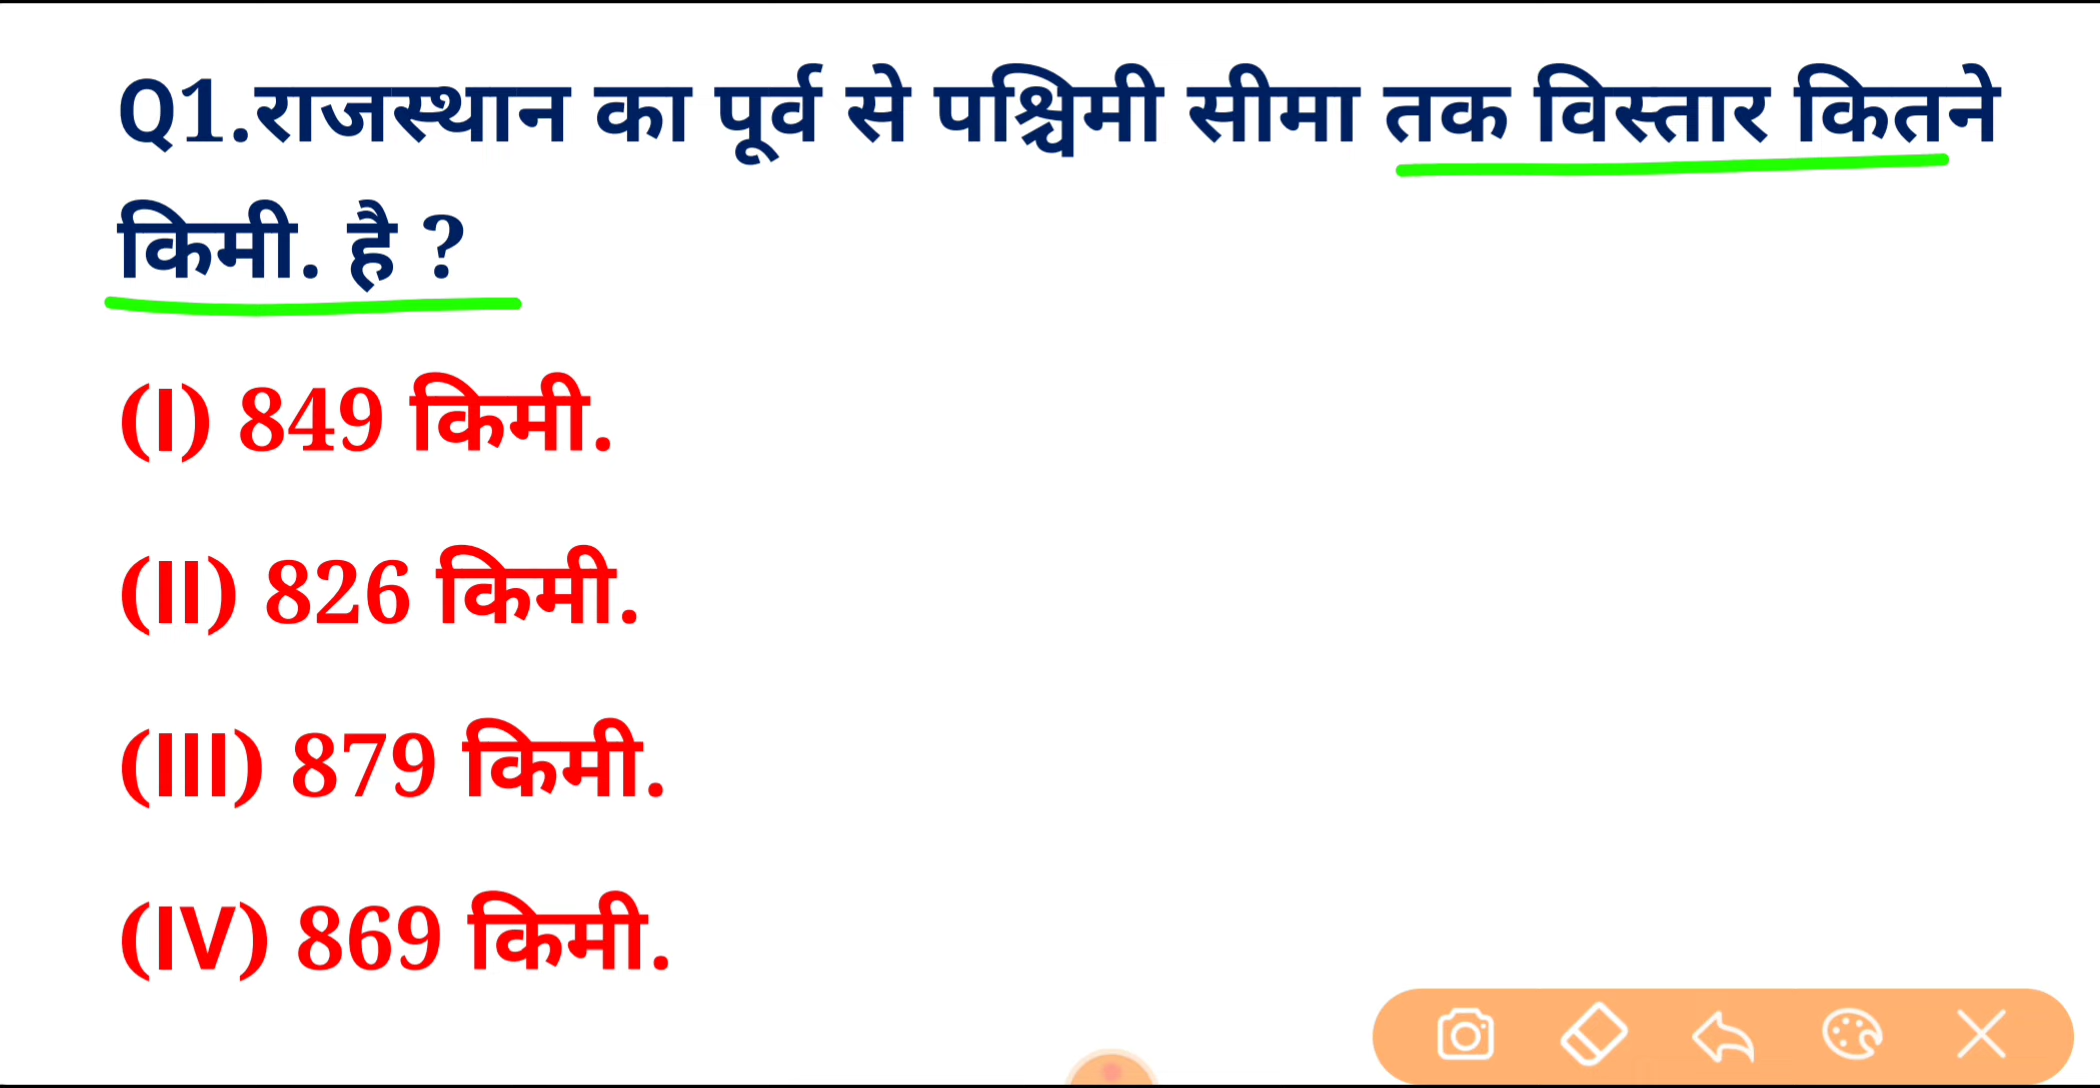 Q1.राजस्थान का पूर्व से पश्चिमी सीमा तक विस्तार कितने
किमी. है ?
(I) 849 किमी.
(II) 826 किमी.
(III) 879 किमी.
(IV) 869 किमी.